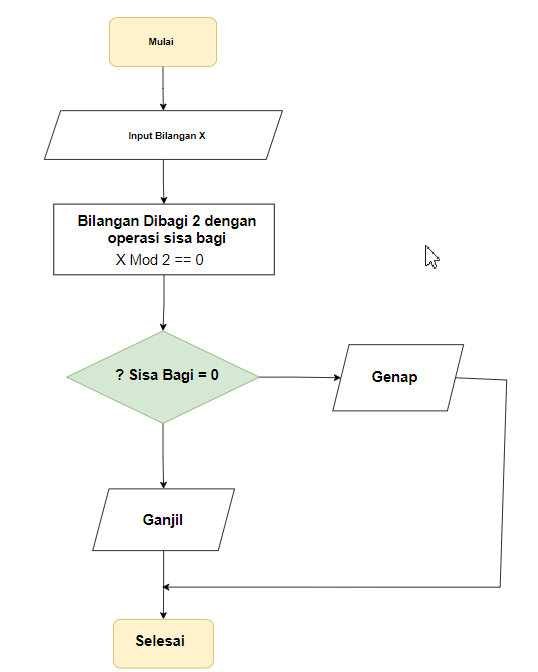 Mulai
Input Bilangan X
Bilangan Dibagi 2 dengan
operasi sisa bagi
X Mod 2 == 0
? Sisa Bagi = 0
Genap
Ganjil
Selesai